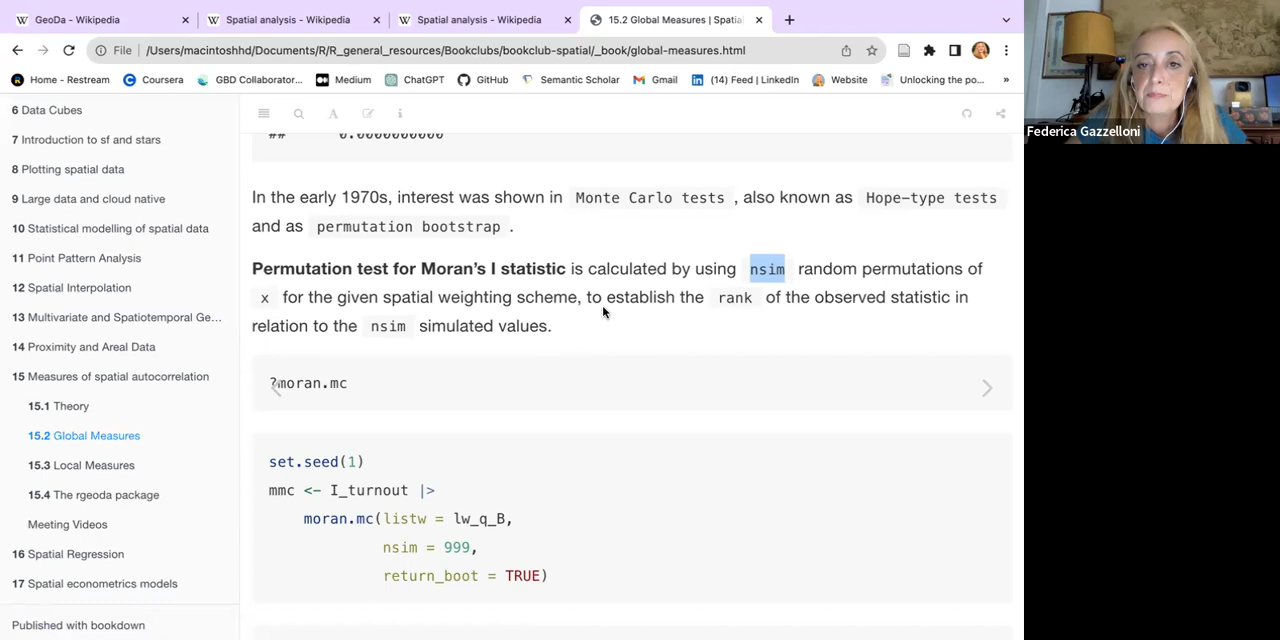 GeoDa - Wikipedia
Spatial analysis - Wikipedia
Spatial analysis - Wikipedia
15.2 Global Measures | Spatia
File /Users/macintoshhd/Documents/R/R_general_resources/Bookclubs/bookclub-spatial/_book/global-measures.html
Home - Restream Coursera GBD Collaborator... Medium ChatGPT GitHub Semantic Scholar Gmail (14) Feed | LinkedIn Website Unlocking the po... »
Federica Gazzelloni
6 Data Cubes
7 Introduction to sf and stars
8 Plotting spatial data
9 Large data and cloud native
10 Statistical modelling of spatial data
11 Point Pattern Analysis
12 Spatial Interpolation
13 Multivariate and Spatiotemporal Ge...
14 Proximity and Areal Data
15 Measures of spatial autocorrelation
15.1 Theory
15.2 Global Measures
15.3 Local Measures
15.4 The rgeoda package
Meeting Videos
16 Spatial Regression
17 Spatial econometrics models
Published with bookdown
## 0.0000000000
In the early 1970s, interest was shown in Monte Carlo tests , also known as Hope-type tests
and as permutation bootstrap .
Permutation test for Moran's I statistic is calculated by using nsim random permutations of
x for the given spatial weighting scheme, to establish the rank of the observed statistic in
relation to the nsim simulated values.
?moran.mc
set.seed(1)
mmc <- I_turnout |>
moran.mc(listw = lw_q_B,
nsim = 999,
return_boot = TRUE)